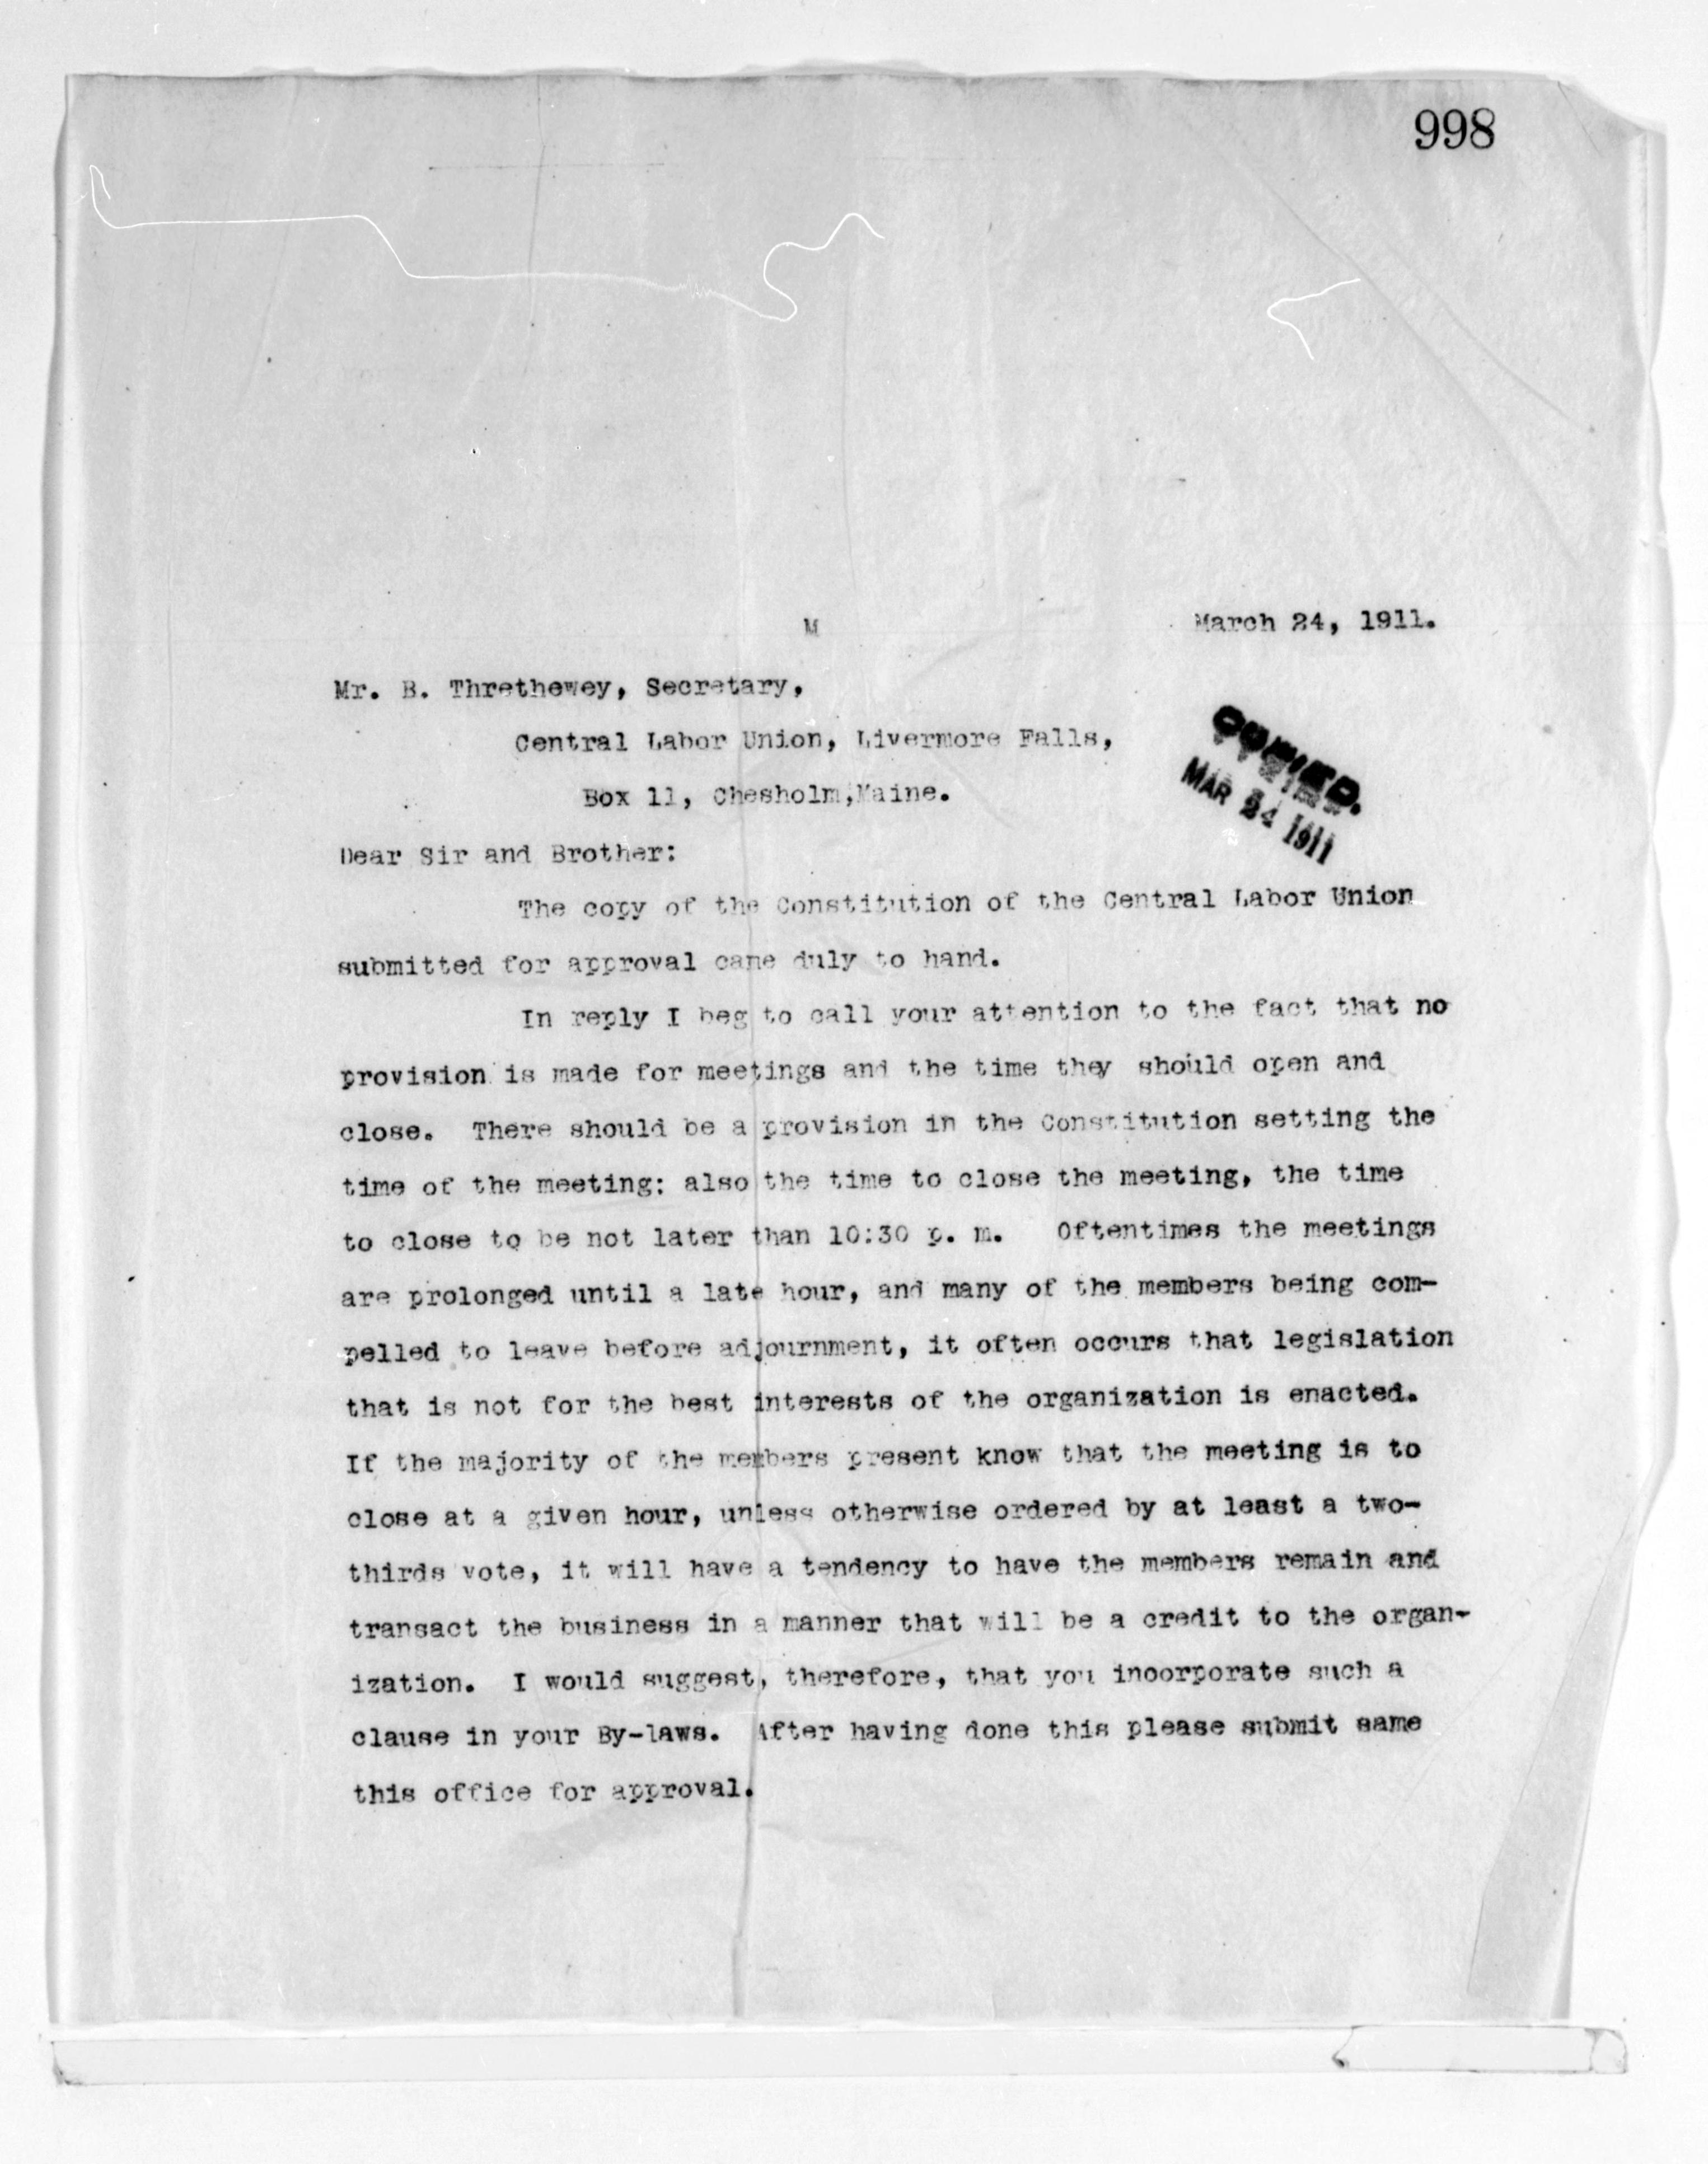 998
M
March 24, 1911.
Mr. B. Threthewey, Secretary,
Central Labor Union, Livermore Falls,
Box 11, Chesholm,Maine.
COPIED.
MAR 24 1911
Dear Sir and Brother:
The copy of the Constitution of the Central Labor Union
submitted for approval came duly to hand.
In reply I beg to call your attention to the fact that no
provision is made for meetings and the time they should open and
close. There should be a provision in the Constitution setting the
time of the meeting: also the time to close the meeting, the time
to close to be not later than 10:30 p. m. Oftentimes the meetings
are prolonged until a late hour, and many of the members being com-
pelled to leave before adjournment, it often occurs that legislation
that is not for the best interests of the organization is enacted.
If the majority of the members present know that the meeting is to
close at a given hour, unless otherwise ordered by at least a two-
thirds vote, it will have a tendency to have the members remain and
transact the business in a manner that will be a credit to the organ-
ization. I would suggest, therefore, that you incorporate such a
clause in your By-laws. After having done this please submit same
this office for approval.